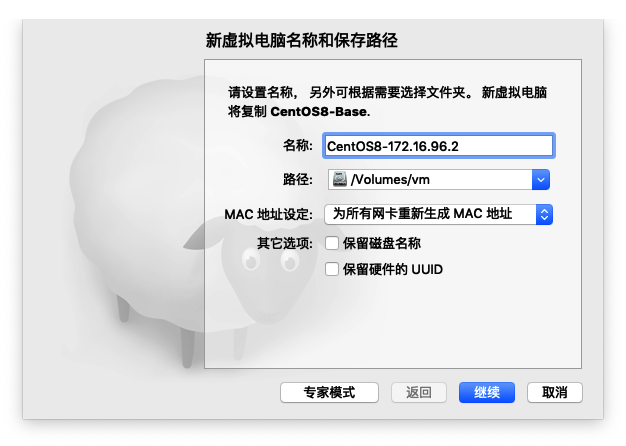 新虚拟电脑名称和保存路径
请设置名称， 另外可根据需要选择文件夹。 新虚拟电脑
将复制 CentOS8-Base.
名称: CentOS8-172.16.96.2
路径: /Volumes/vm
MAC 地址设定: 为所有网卡重新生成 MAC 地址
其它选项: 保留磁盘名称
保留硬件的 UUID
专家模式 返回 继续 取消